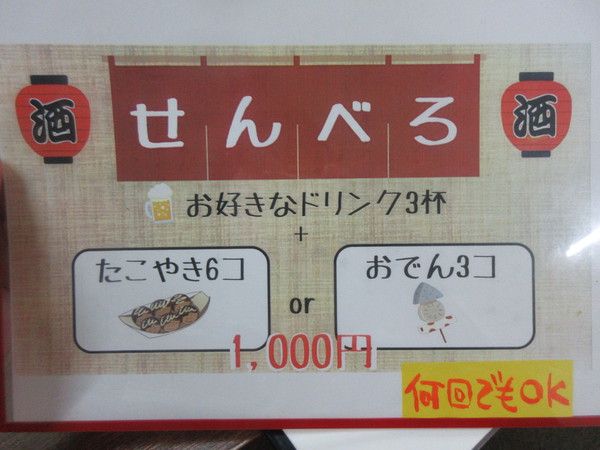 酒
せんべろ
酒
お好きなドリンク3杯
+
たこやき6コ
or
おでん3コ
1,000円
何回でもOK